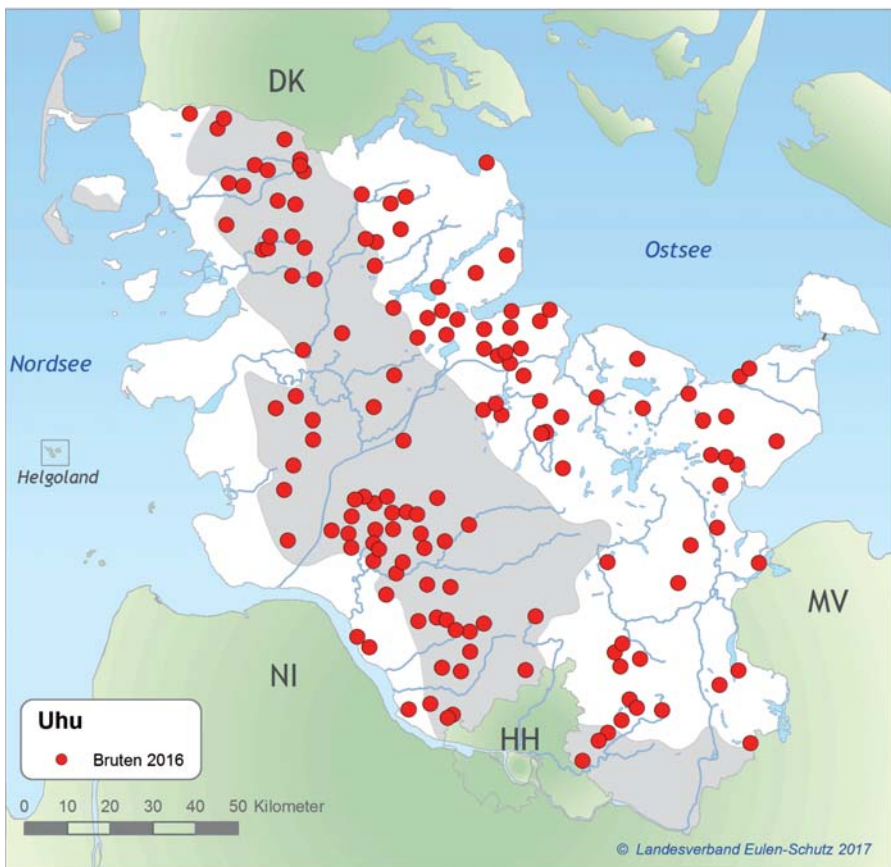 DK
Ostsee
Nordsee
Helgoland
MV
NI
HH
Uhu
Bruten 2016
0 10 20 30 40 50 Kilometer
© Landesverband Eulen-Schutz 2017